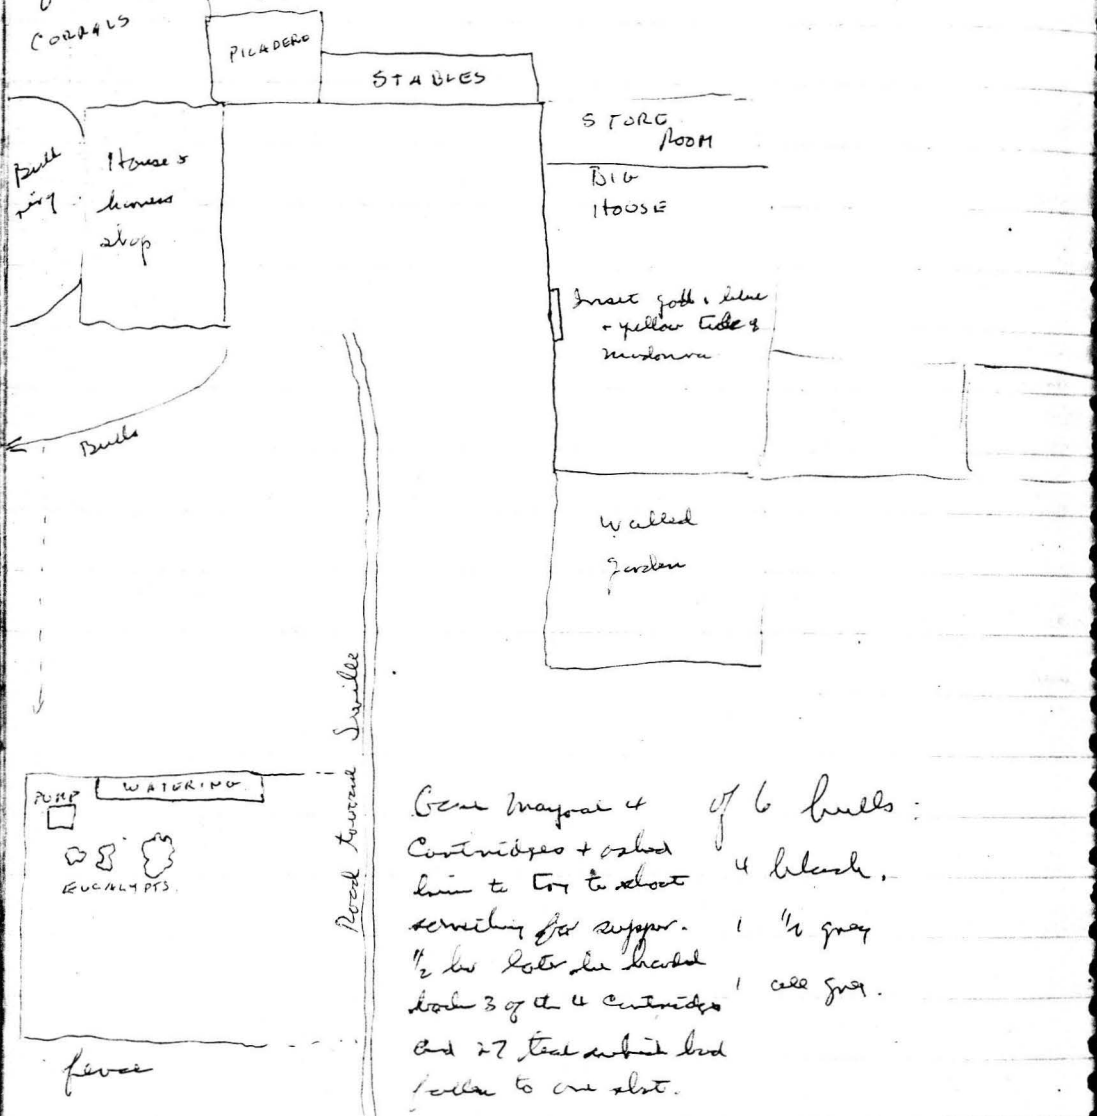 CORRALS
PICADERO
STABLES
STORE
ROOM
BIG
HOUSE
Bull
ring
House &
harness
shop
Inset gold & blue
+ yellow tile of
madonna
Bulls
Walled
garden
Road toward Seville
PUMP
WATERING
EUCALYPTS.
fence
Gave Mayoral 4
Cartridges + asked
him to try to shoot
something for supper.
1/2 hr later he handed
back 3 of the 4 Cartridges
and 27 teal which had
fallen to one shot.
of 6 bulls:
4 black.
1 1/2 grey
1 all grey.